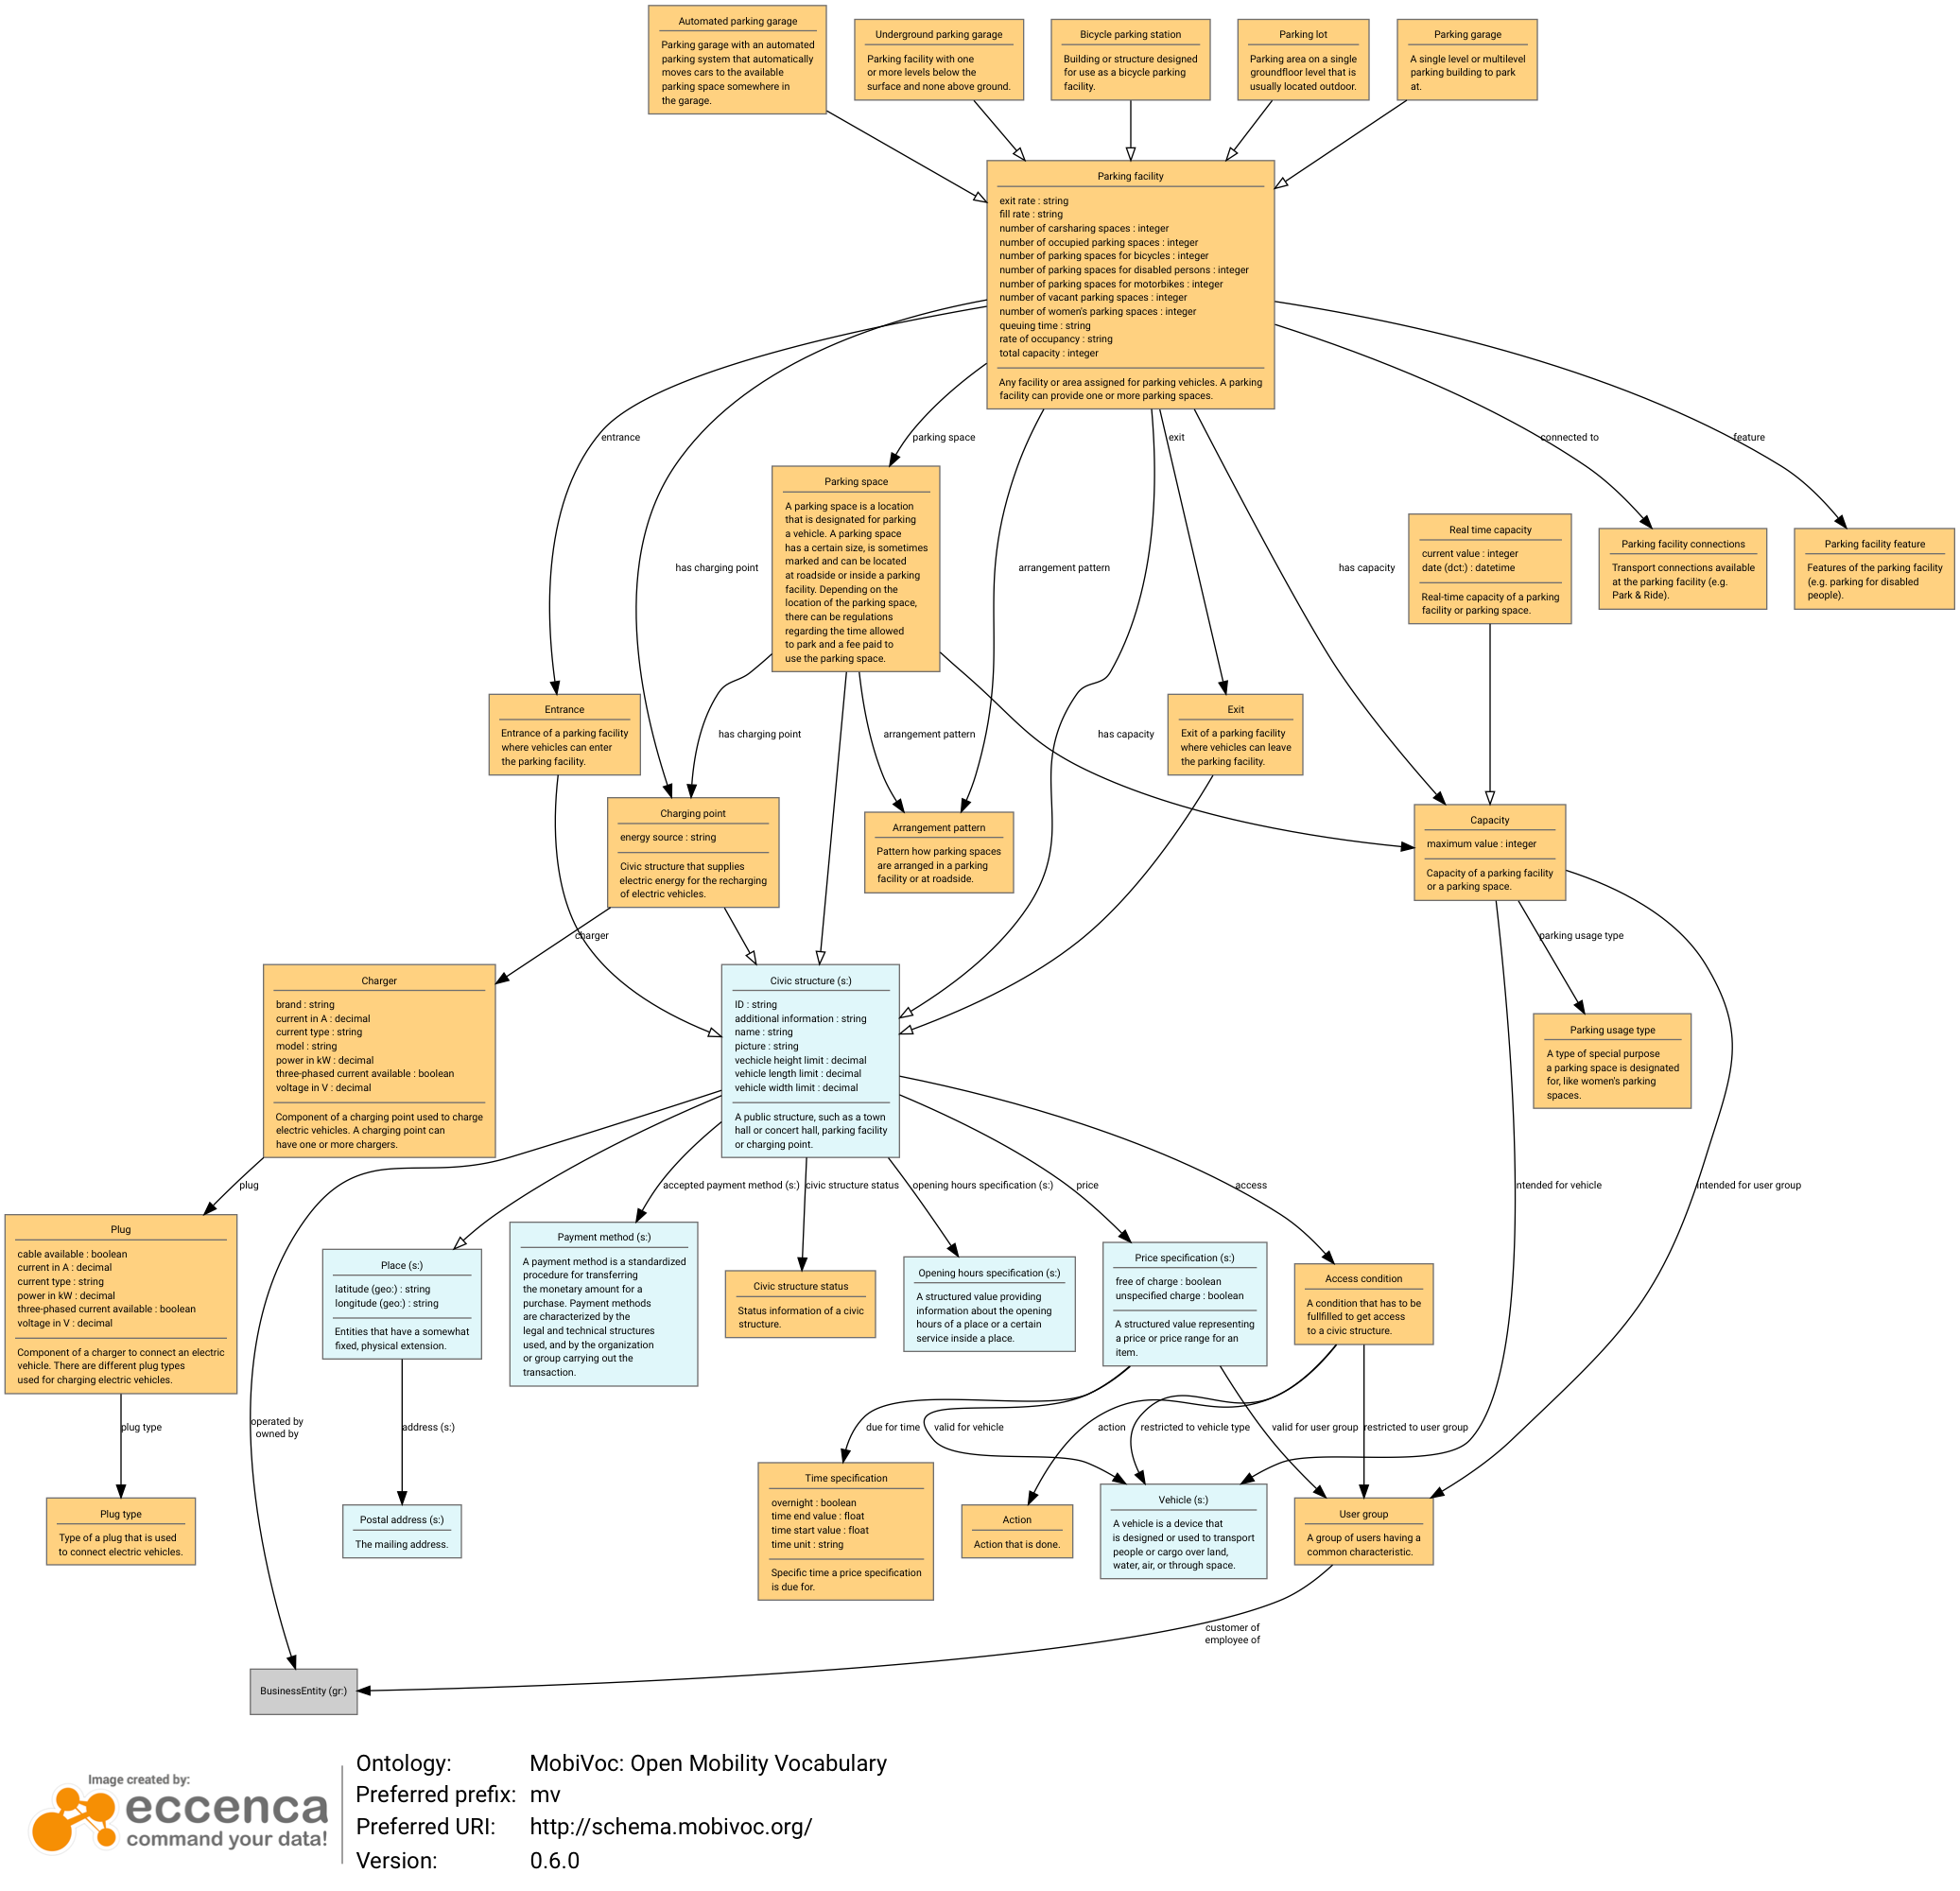 Automated parking garage
Parking garage with an automated
parking system that automatically
moves cars to the available
parking space somewhere in
the garage.
Underground parking garage
Parking facility with one
or more levels below the
surface and none above ground.
Bicycle parking station
Building or structure designed
for use as a bicycle parking
facility.
Parking lot
Parking area on a single
groundfloor level that is
usually located outdoor.
Parking garage
A single level or multilevel
parking building to park
at.
Parking facility
exit rate : string
fill rate : string
number of carsharing spaces : integer
number of occupied parking spaces : integer
number of parking spaces for bicycles : integer
number of parking spaces for disabled persons : integer
number of parking spaces for motorbikes : integer
number of vacant parking spaces : integer
number of women's parking spaces : integer
queuing time : string
rate of occupancy : string
total capacity : integer
Any facility or area assigned for parking vehicles. A parking
facility can provide one or more parking spaces.
entrance
parking space
exit
connected to
feature
Parking space
A parking space is a location
that is designated for parking
a vehicle. A parking space
has a certain size, is sometimes
marked and can be located
at roadside or inside a parking
facility. Depending on the
location of the parking space,
there can be regulations
regarding the time allowed
to park and a fee paid to
use the parking space.
has charging point
arrangement pattern
has capacity
Real time capacity
current value : integer
date (dct:) : datetime
Real-time capacity of a parking
facility or parking space.
Parking facility connections
Transport connections available
at the parking facility (e.g.
Park & Ride).
Parking facility feature
Features of the parking facility
(e.g. parking for disabled
people).
Entrance
Entrance of a parking facility
where vehicles can enter
the parking facility.
has charging point
arrangement pattern
has capacity
Exit
Exit of a parking facility
where vehicles can leave
the parking facility.
Charging point
energy source : string
Civic structure that supplies
electric energy for the recharging
of electric vehicles.
Arrangement pattern
Pattern how parking spaces
are arranged in a parking
facility or at roadside.
Capacity
maximum value : integer
Capacity of a parking facility
or a parking space.
charger
parking usage type
Charger
brand : string
current in A : decimal
current type : string
model : string
power in kW : decimal
three-phased current available : boolean
voltage in V : decimal
Component of a charging point used to charge
electric vehicles. A charging point can
have one or more chargers.
Civic structure (s:)
ID : string
additional information : string
name : string
picture : string
vechicle height limit : decimal
vehicle length limit : decimal
vehicle width limit : decimal
A public structure, such as a town
hall or concert hall, parking facility
or charging point.
Parking usage type
A type of special purpose
a parking space is designated
for, like women's parking
spaces.
plug
accepted payment method (s:)
civic structure status
opening hours specification (s:)
price
access
intended for vehicle
intended for user group
Plug
cable available : boolean
current in A : decimal
current type : string
power in kW : decimal
three-phased current available : boolean
voltage in V : decimal
Component of a charger to connect an electric
vehicle. There are different plug types
used for charging electric vehicles.
Place (s:)
latitude (geo:) : string
longitude (geo:) : string
Entities that have a somewhat
fixed, physical extension.
Payment method (s:)
A payment method is a standardized
procedure for transferring
the monetary amount for a
purchase. Payment methods
are characterized by the
legal and technical structures
used, and by the organization
or group carrying out the
transaction.
Civic structure status
Status information of a civic
structure.
Opening hours specification (s:)
A structured value providing
information about the opening
hours of a place or a certain
service inside a place.
Price specification (s:)
free of charge : boolean
unspecified charge : boolean
A structured value representing
a price or price range for an
item.
Access condition
A condition that has to be
fullfilled to get access
to a civic structure.
plug type
operated by
owned by
address (s:)
due for time
valid for vehicle
action
restricted to vehicle type
valid for user group
restricted to user group
Plug type
Type of a plug that is used
to connect electric vehicles.
Postal address (s:)
The mailing address.
Time specification
overnight : boolean
time end value : float
time start value : float
time unit : string
Specific time a price specification
is due for.
Action
Action that is done.
Vehicle (s:)
A vehicle is a device that
is designed or used to transport
people or cargo over land,
water, air, or through space.
User group
A group of users having a
common characteristic.
customer of
employee of
BusinessEntity (gr:)
Image created by:
eccenca
command your data!
Ontology: MobiVoc: Open Mobility Vocabulary
Preferred prefix: mv
Preferred URI: http://schema.mobivoc.org/
Version: 0.6.0